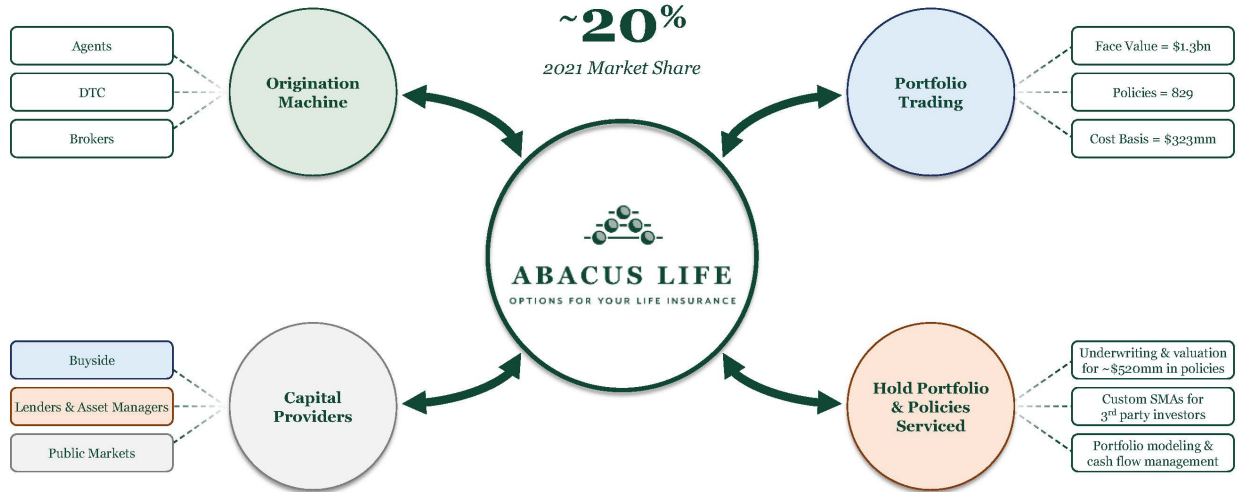 ~20%
2021 Market Share
Agents
DTC
Brokers
Origination
Machine
Portfolio
Trading
Face Value = $1.3bn
Policies = 829
Cost Basis = $323mm
ABACUS LIFE
OPTIONS FOR YOUR LIFE INSURANCE
Buyside
Lenders & Asset Managers
Public Markets
Capital
Providers
Hold Portfolio
& Policies
Serviced
Underwriting & valuation
for ~$520mm in policies
Custom SMAs for
3rd party investors
Portfolio modeling &
cash flow management